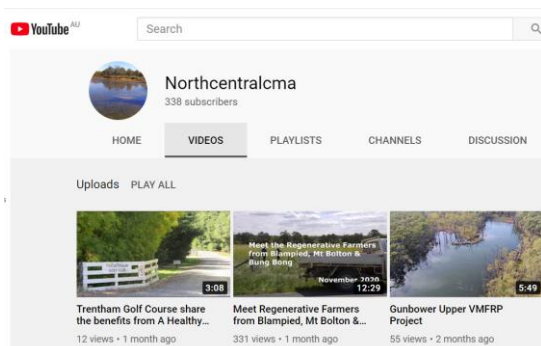 YouTube AU
Search
Northcentralcma
338 subscribers
HOME VIDEOS PLAYLISTS CHANNELS DISCUSSION
Uploads PLAY ALL
3:08
Meet the Regenerative Farmers
from Blampied, Mt Bolton &
Bung Bong
November 2020
12:29
5:49
Trentham Golf Course share
the benefits from A Healthy...
12 views • 1 month ago
Meet Regenerative Farmers
from Blampied, Mt Bolton &...
331 views • 1 month ago
Gunbower Upper VMFRP
Project
55 views • 2 months ago